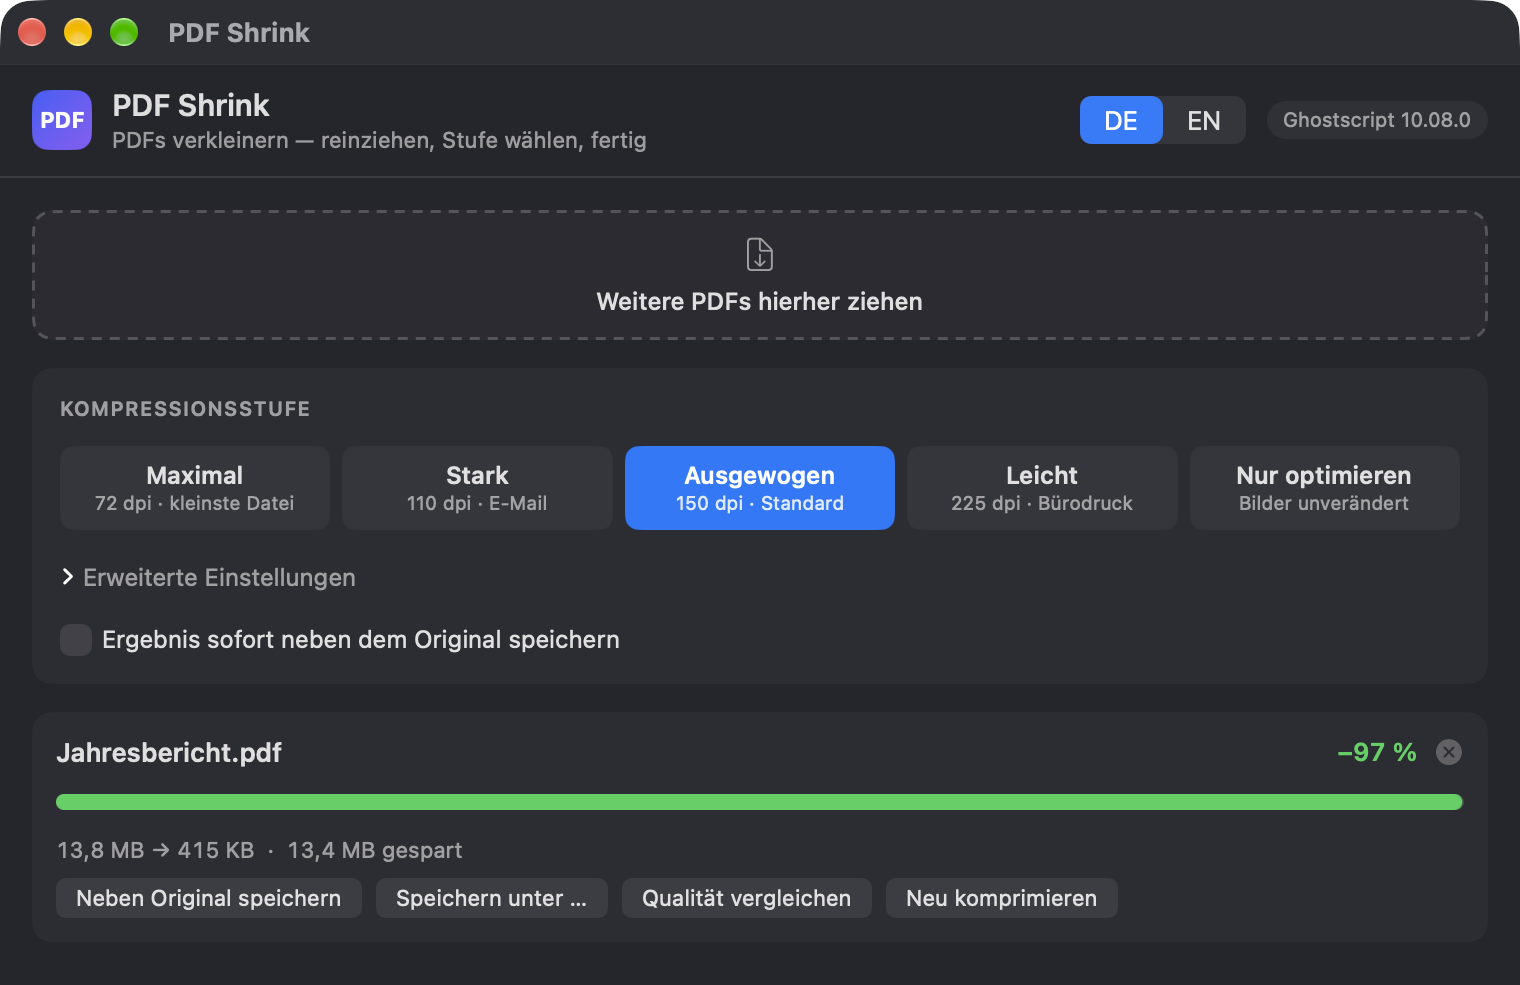 PDF Shrink
PDF
PDF Shrink
PDFs verkleinern — reinziehen, Stufe wählen, fertig
DE
EN
Ghostscript 10.08.0
Weitere PDFs hierher ziehen
KOMPRESSIONSSTUFE
Maximal
72 dpi · kleinste Datei
Stark
110 dpi · E-Mail
Ausgewogen
150 dpi · Standard
Leicht
225 dpi · Bürodruck
Nur optimieren
Bilder unverändert
Erweiterte Einstellungen
Ergebnis sofort neben dem Original speichern
Jahresbericht.pdf
–97 %
13,8 MB → 415 KB · 13,4 MB gespart
Neben Original speichern
Speichern unter ...
Qualität vergleichen
Neu komprimieren